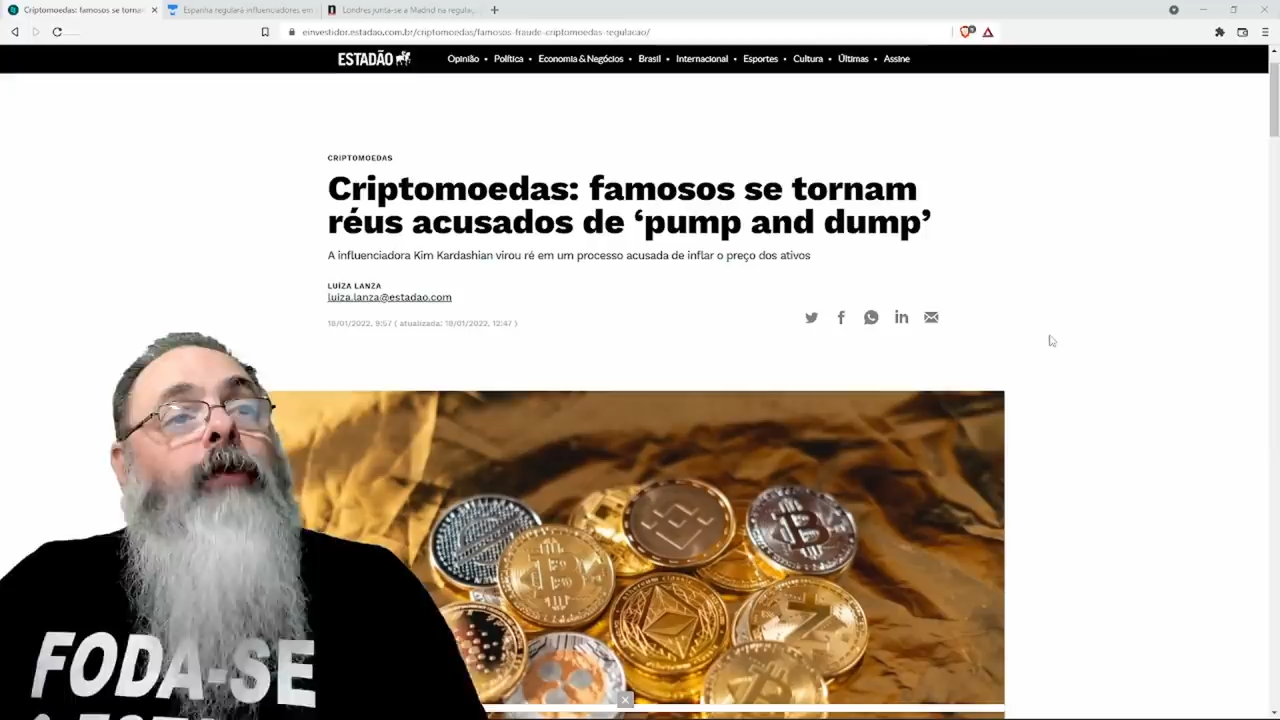 Criptomoedas: famosos se tornam
Espanha regulará influenciadores em
Londres junta-se a Madrid na regulaç
einvestidor.estadao.com.br/criptomoedas/famosos-fraude-criptomoedas-regulacao/
ESTADÃO
Opinião • Política • Economia & Negócios • Brasil • Internacional • Esportes • Cultura • Últimas • Assine
CRIPTOMOEDAS
Criptomoedas: famosos se tornam
réus acusados de ‘pump and dump’
A influenciadora Kim Kardashian virou ré em um processo acusada de inflar o preço dos ativos
LUÍZA LANZA
luiza.lanza@estadao.com
18/01/2022, 9:57 ( atualizada: 18/01/2022, 12:47 )
FODA-SE